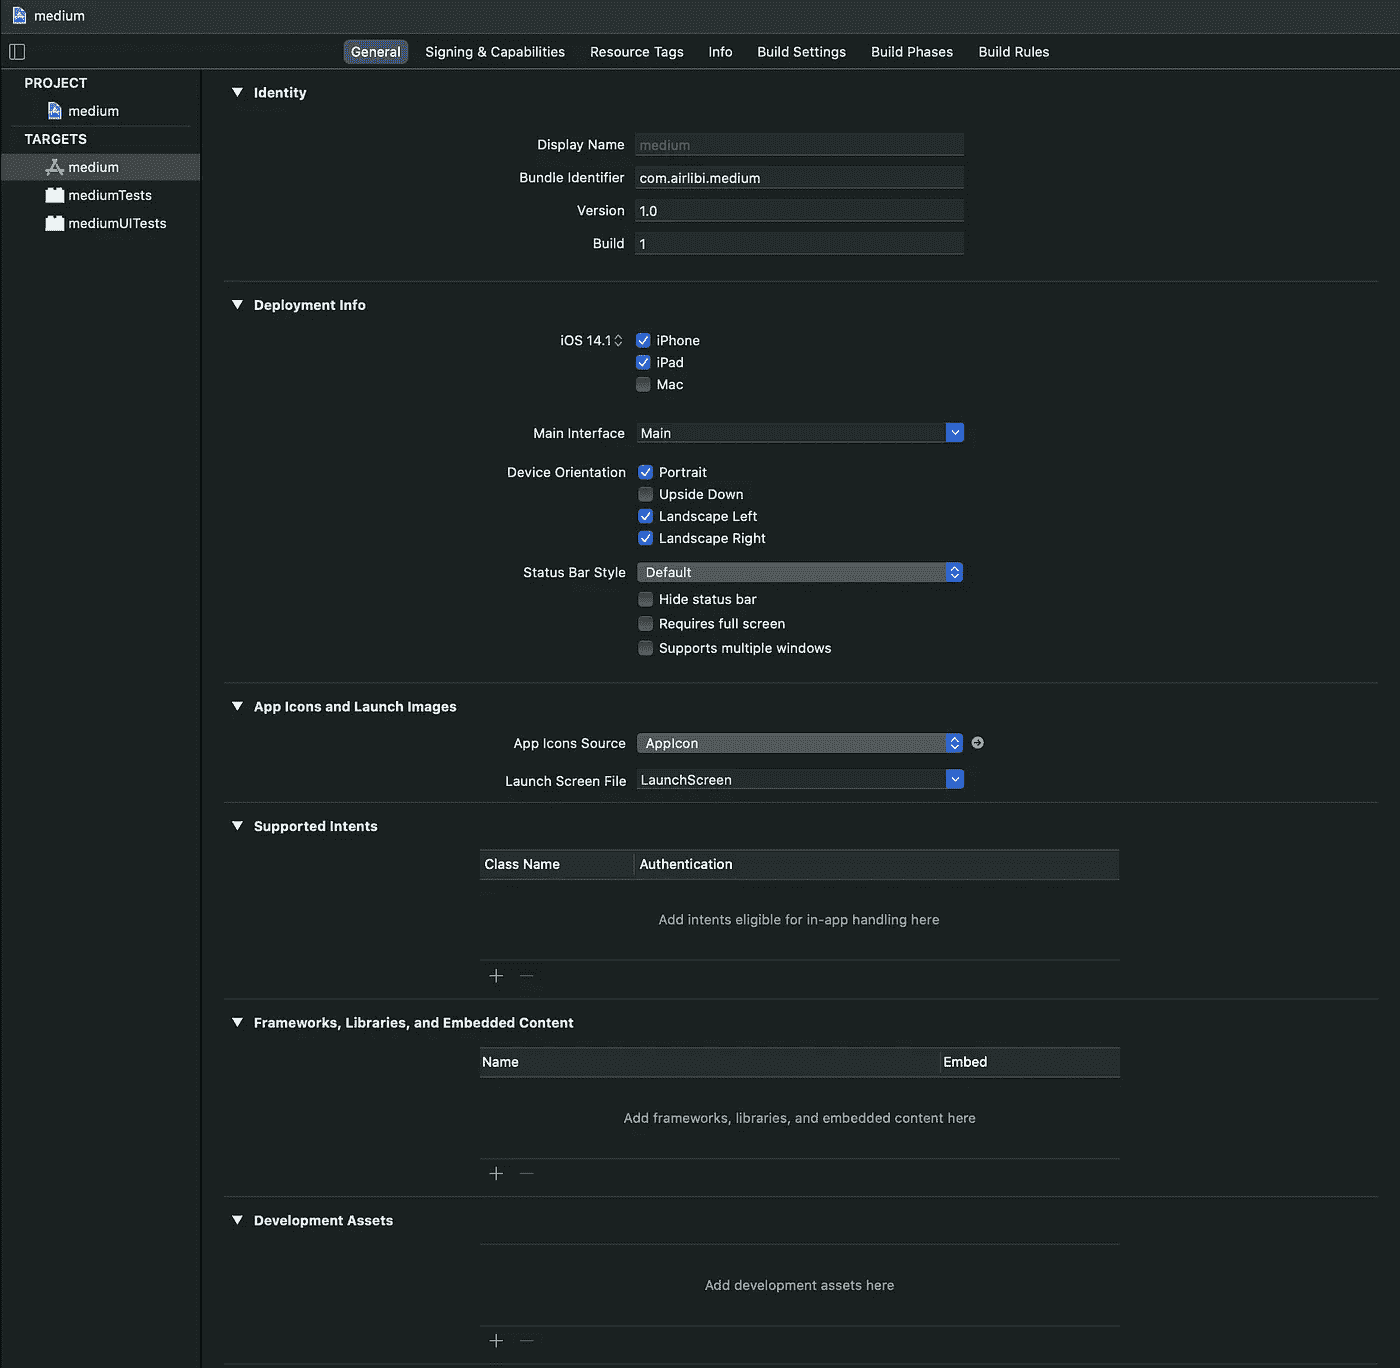 medium
General Signing & Capabilities Resource Tags Info Build Settings Build Phases Build Rules
PROJECT
medium
TARGETS
medium
mediumTests
mediumUITests
Identity
Display Name medium
Bundle Identifier com.airlibi.medium
Version 1.0
Build 1
Deployment Info
iOS 14.1 iPhone
iPad
Mac
Main Interface Main
Device Orientation Portrait
Upside Down
Landscape Left
Landscape Right
Status Bar Style Default
Hide status bar
Requires full screen
Supports multiple windows
App Icons and Launch Images
App Icons Source AppIcon
Launch Screen File LaunchScreen
Supported Intents
Class Name Authentication
Add intents eligible for in-app handling here
Frameworks, Libraries, and Embedded Content
Name Embed
Add frameworks, libraries, and embedded content here
Development Assets
Add development assets here